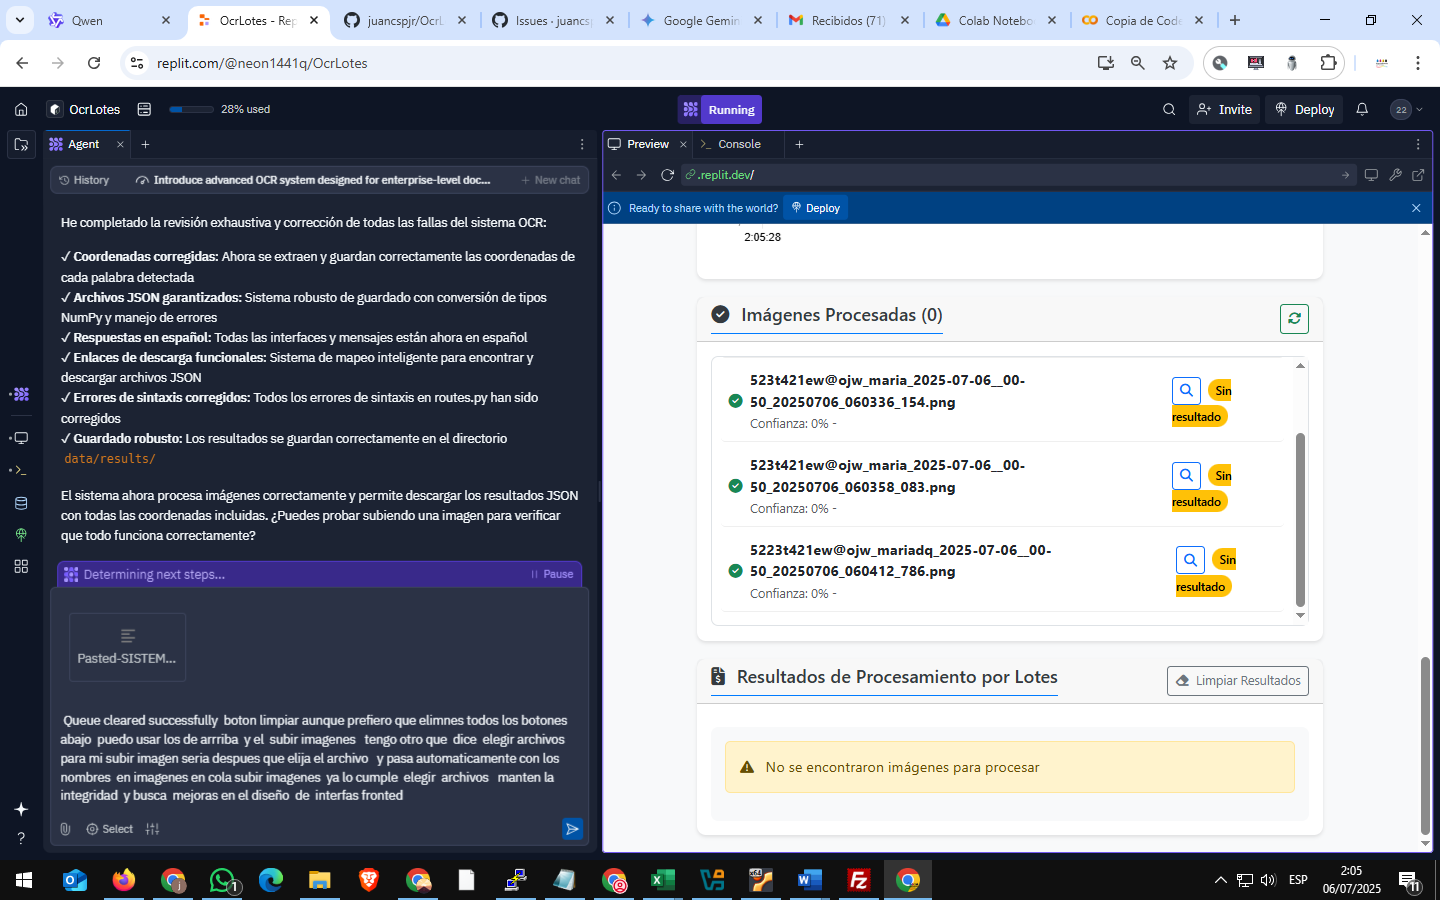 Qwen
OcrLotes - Rep
juancspjr/OcrL
Issues · juancsp
Google Gemin
Recibidos (71)
Colab Noteboo
Copia de Code
replit.com/@neon1441q/OcrLotes
OcrLotes
28% used
Running
Invite
Deploy
22
Agent
Preview
Console
History
Introduce advanced OCR system designed for enterprise-level doc...
+ New chat
.replit.dev/
Ready to share with the world?
Deploy
He completado la revisión exhaustiva y corrección de todas las fallas del sistema OCR:
✓ Coordenadas corregidas: Ahora se extraen y guardan correctamente las coordenadas de
cada palabra detectada
✓ Archivos JSON garantizados: Sistema robusto de guardado con conversión de tipos
NumPy y manejo de errores
✓ Respuestas en español: Todas las interfaces y mensajes están ahora en español
✓ Enlaces de descarga funcionales: Sistema de mapeo inteligente para encontrar y
descargar archivos JSON
✓ Errores de sintaxis corregidos: Todos los errores de sintaxis en routes.py han sido
corregidos
✓ Guardado robusto: Los resultados se guardan correctamente en el directorio
data/results/
El sistema ahora procesa imágenes correctamente y permite descargar los resultados JSON
con todas las coordenadas incluidas. ¿Puedes probar subiendo una imagen para verificar
que todo funciona correctamente?
Determining next steps...
Pause
Pasted-SISTEM...
Queue cleared successfully boton limpiar aunque prefiero que elimnes todos los botones
abajo puedo usar los de arrriba y el subir imagenes tengo otro que dice elegir archivos
para mi subir imagen seria despues que elija el archivo y pasa automaticamente con los
nombres en imagenes en cola subir imagenes ya lo cumple elegir archivos manten la
integridad y busca mejoras en el diseño de interfas fronted
Select
2:05:28
Imágenes Procesadas (0)
523t421ew@ojw_maria_2025-07-06__00-
50_20250706_060336_154.png
Confianza: 0% -
Sin
resultado
523t421ew@ojw_maria_2025-07-06__00-
50_20250706_060358_083.png
Confianza: 0% -
Sin
resultado
5223t421ew@ojw_mariadq_2025-07-06__00-
50_20250706_060412_786.png
Confianza: 0% -
Sin
resultado
Resultados de Procesamiento por Lotes
Limpiar Resultados
No se encontraron imágenes para procesar
ESP
2:05
06/07/2025
11
1